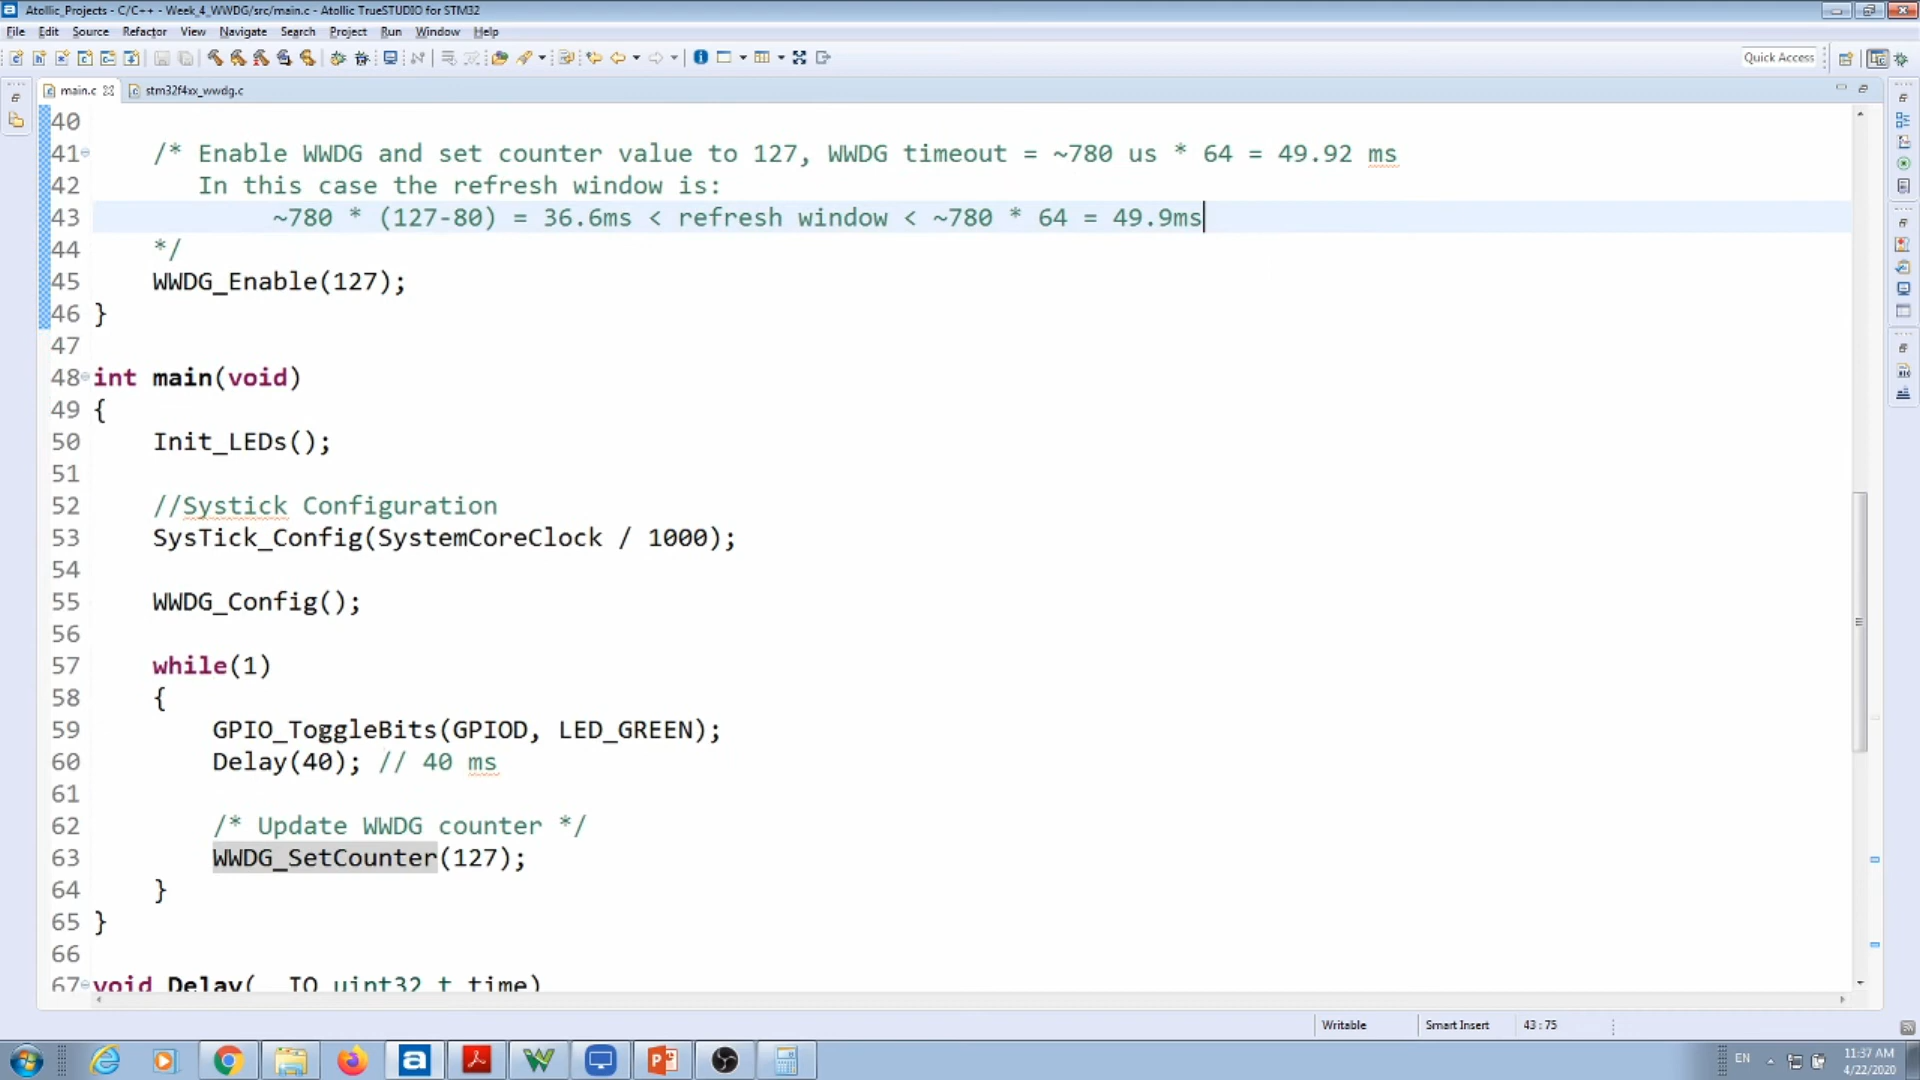 Atollic_Projects - C/C++ - Week_4_WWDG/src/main.c - Atollic TrueSTUDIO for STM32
File Edit Source Refactor View Navigate Search Project Run Window Help
Quick Access
main.c stm32f4xx_wwdg.c
40
41 /* Enable WWDG and set counter value to 127, WWDG timeout = ~780 us * 64 = 49.92 ms
42 In this case the refresh window is:
43 ~780 * (127-80) = 36.6ms < refresh window < ~780 * 64 = 49.9ms
44 */
45 WWDG_Enable(127);
46 }
47
48 int main(void)
49 {
50 Init_LEDs();
51
52 //Systick Configuration
53 SysTick_Config(SystemCoreClock / 1000);
54
55 WWDG_Config();
56
57 while(1)
58 {
59 GPIO_ToggleBits(GPIOD, LED_GREEN);
60 Delay(40); // 40 ms
61
62 /* Update WWDG counter */
63 WWDG_SetCounter(127);
64 }
65 }
66
67 void Delay(__IO uint32_t time)
Writable Smart Insert 43 : 75
EN 11:37 AM
4/22/2020